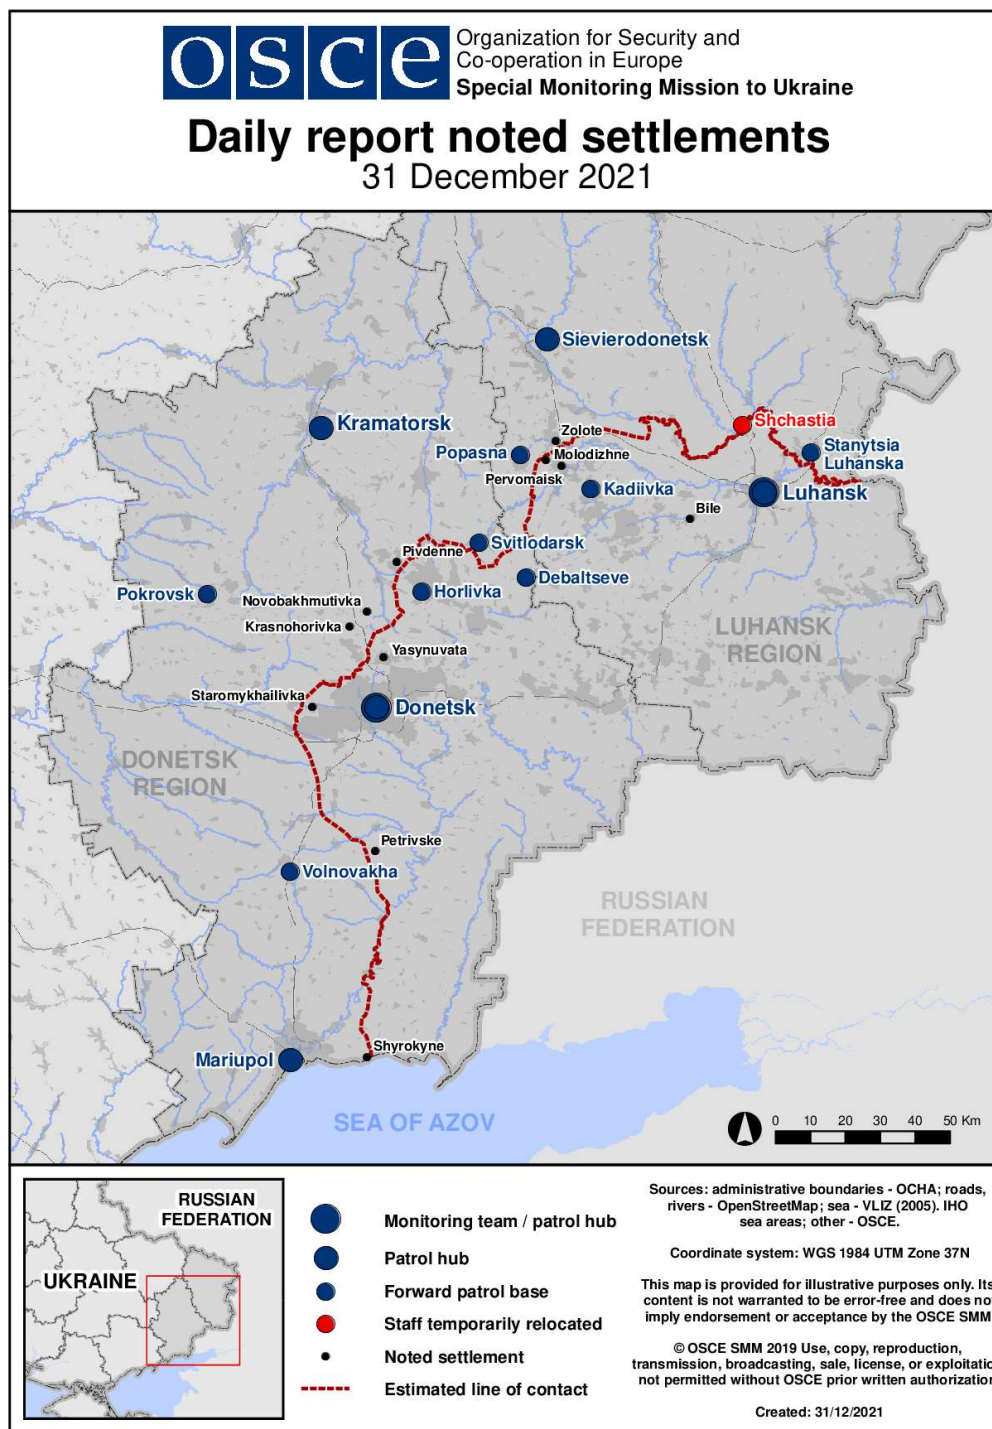 osce
Organization for Security and
Co-operation in Europe
Special Monitoring Mission to Ukraine
Daily report noted settlements
31 December 2021
Sievierodonetsk
Kramatorsk
Shchastia
Zolote
Popasna
Molodizhne
Stanytsia
Luhanska
Pervomaisk
Kadiivka
Luhansk
Bile
Svitlodarsk
Pivdenne
Debaltseve
Pokrovsk
Horlivka
Novobakhmutivka
Krasnohorivka
LUHANSK
REGION
Yasynuvata
Staromykhailivka
Donetsk
DONETSK
REGION
Petrivske
Volnovakha
RUSSIAN
FEDERATION
Shyrokyne
Mariupol
SEA OF AZOV
0 10 20 30 40 50 Km
RUSSIAN
FEDERATION
UKRAINE
Monitoring team / patrol hub
Patrol hub
Forward patrol base
Staff temporarily relocated
Noted settlement
Estimated line of contact
Sources: administrative boundaries - OCHA; roads,
rivers - OpenStreetMap; sea - VLIZ (2005). IHO
sea areas; other - OSCE.
Coordinate system: WGS 1984 UTM Zone 37N
This map is provided for illustrative purposes only. Its
content is not warranted to be error-free and does not
imply endorsement or acceptance by the OSCE SMM
© OSCE SMM 2019 Use, copy, reproduction,
transmission, broadcasting, sale, license, or exploitatio
not permitted without OSCE prior written authorization
Created: 31/12/2021